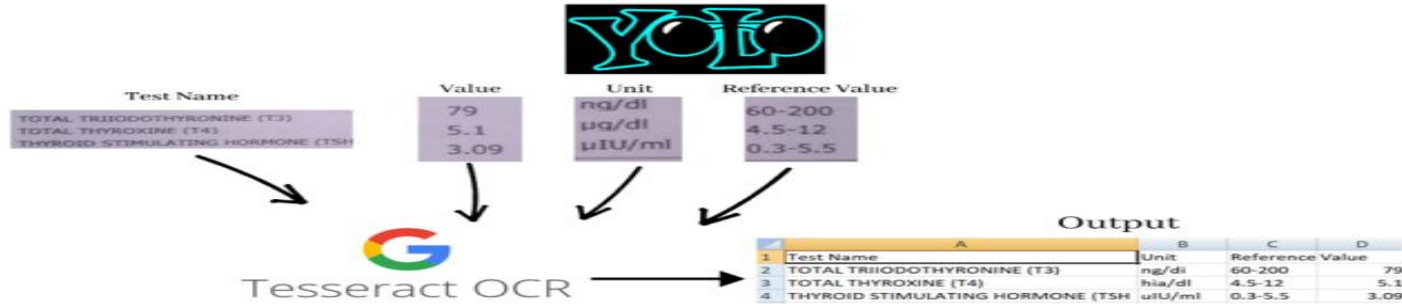 YOLO
Test Name Value Unit Reference Value
TOTAL TRIIODOTHYRONINE (T3) 79 ng/dl 60-200
TOTAL THYROXINE (T4) 5.1 µg/dl 4.5-12
THYROID STIMULATING HORMONE (TSH 3.09 µIU/ml 0.3-5.5
G
Tesseract OCR
Output
A B C D
1 Test Name Unit Reference Value
2 TOTAL TRIIODOTHYRONINE (T3) ng/di 60-200 79
3 TOTAL THYROXINE (T4) hia/dl 4.5-12 5.1
4 THYROID STIMULATING HORMONE (TSH uIU/ml 0.3-5.5 3.09